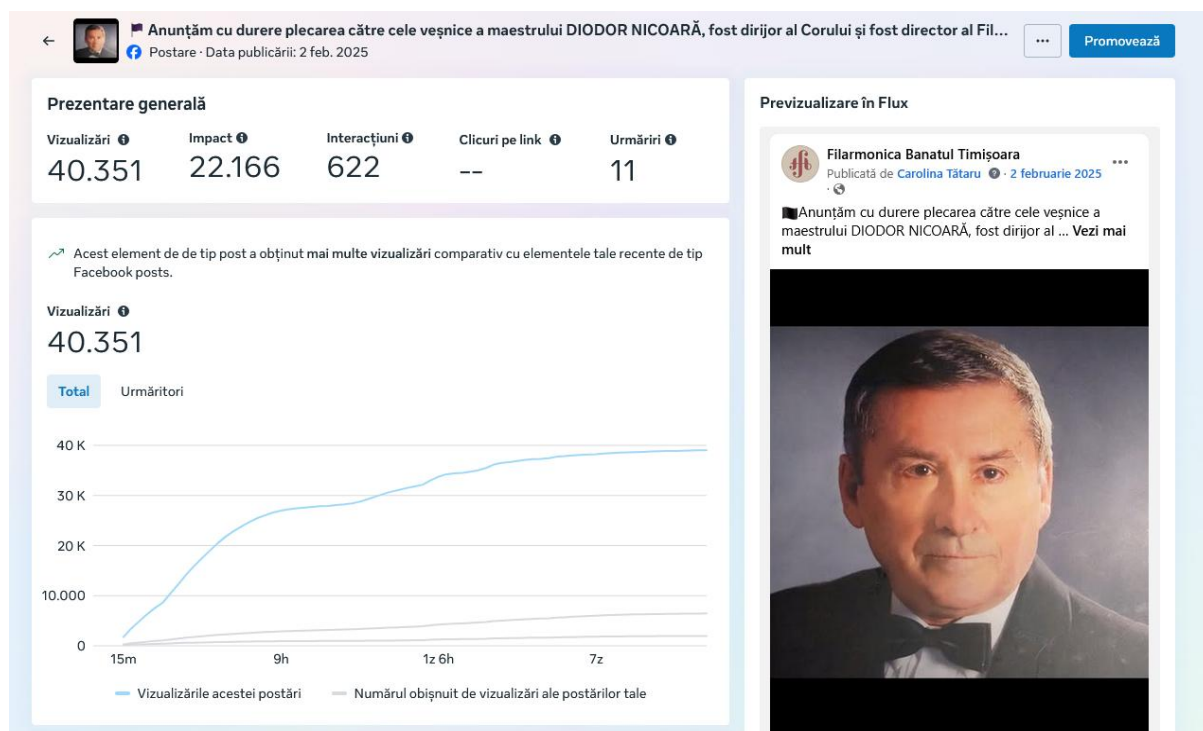 Anunțăm cu durere plecarea către cele veșnice a maestrului DIODOR NICOARĂ, fost dirijor al Corului și fost director al Fil...
Postare · Data publicării: 2 feb. 2025
Promovează
Prezentare generală
Vizualizări
40.351
Impact
22.166
Interacțiuni
622
Clicuri pe link
--
Urmăriri
11
Acest element de de tip post a obținut mai multe vizualizări comparativ cu elementele tale recente de tip
Facebook posts.
Vizualizări
40.351
Total
Următori
40 K
30 K
20 K
10.000
0
15m
9h
1z 6h
7z
Vizualizările acestei postări
Numărul obișnuit de vizualizări ale postărilor tale
Previzualizare în Flux
Filarmonica Banatul Timișoara
Publicată de Carolina Tătaru · 2 februarie 2025
·
Anunțăm cu durere plecarea către cele veșnice a
maestrului DIODOR NICOARĂ, fost dirijor al ... Vezi mai
mult